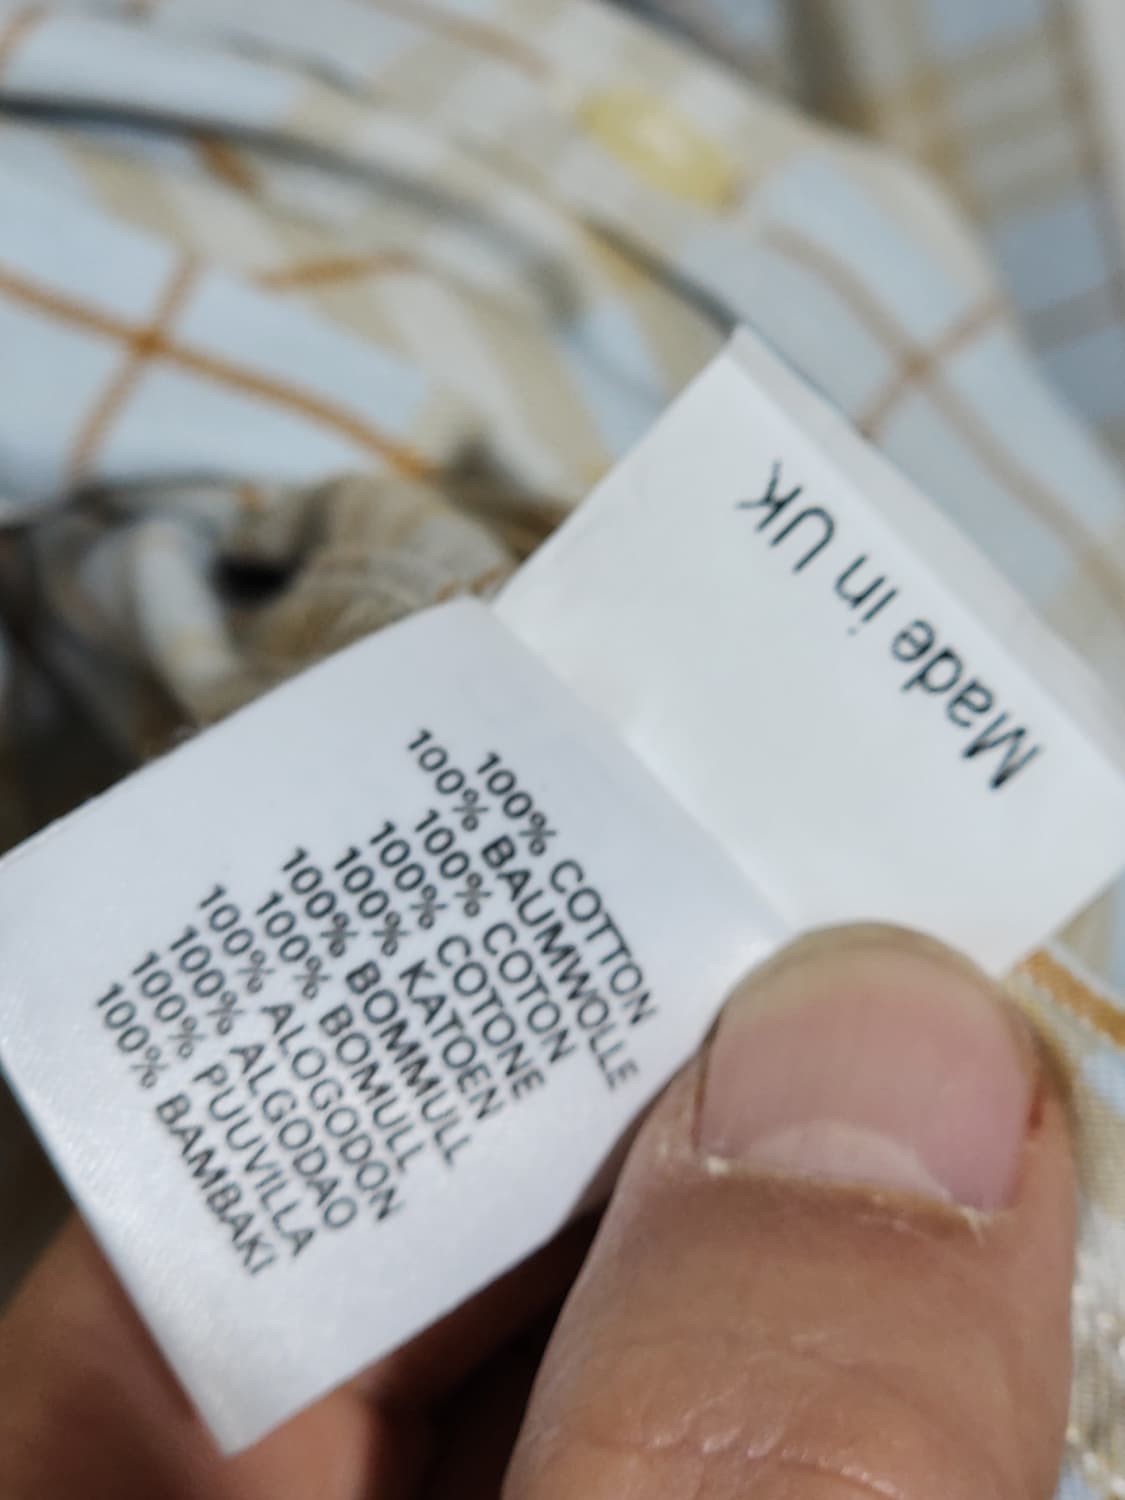 Made in UK
100% COTTON
100% BAUMWOLLE
100% COTON
100% COTONE
100% KATOEN
100% BOMMULL
100% BOMULL
100% ALOGODON
100% ALGODAO
100% PUUVILLA
100% BAMBAKI